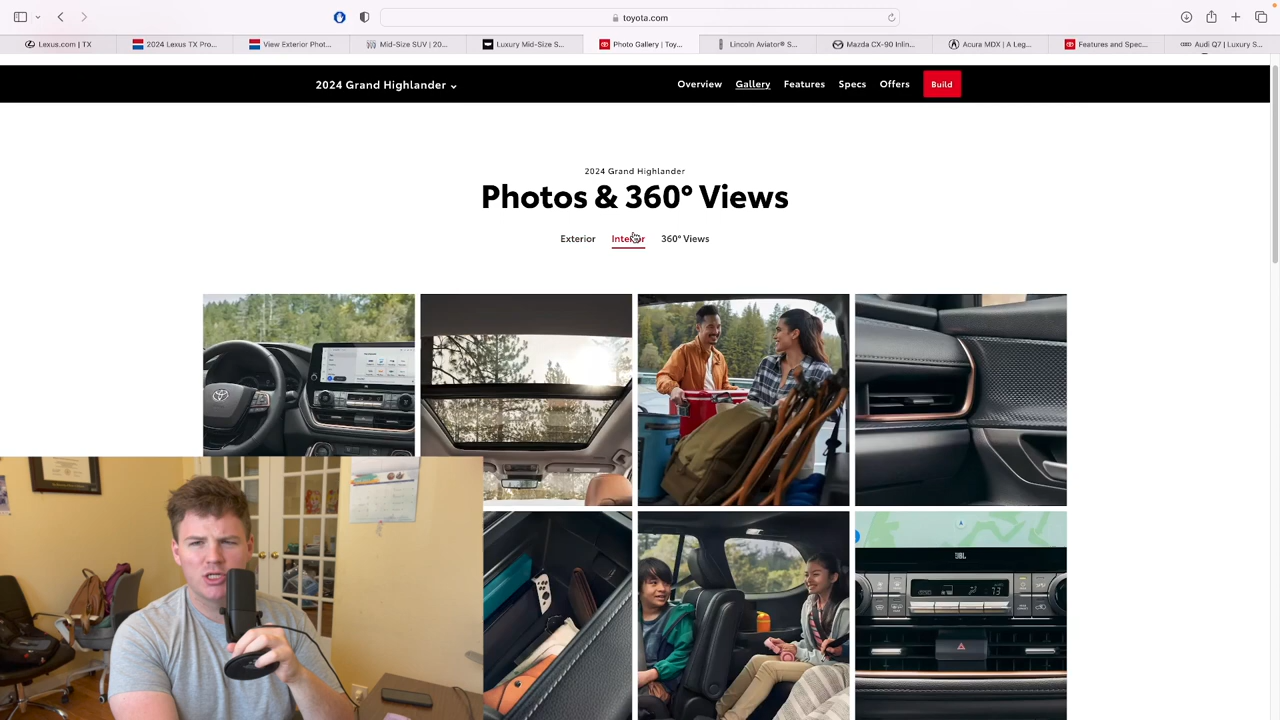 toyota.com
Lexus.com | TX
2024 Lexus TX Pro...
View Exterior Phot...
Mid-Size SUV | 20...
Luxury Mid-Size S...
Photo Gallery | Toy...
Lincoln Aviator® S...
Mazda CX-90 Inlin...
Acura MDX | A Leg...
Features and Spec...
Audi Q7 | Luxury S...
2024 Grand Highlander
Overview
Gallery
Features
Specs
Offers
Build
2024 Grand Highlander
Photos & 360° Views
Exterior
Interior
360° Views
JBL
73